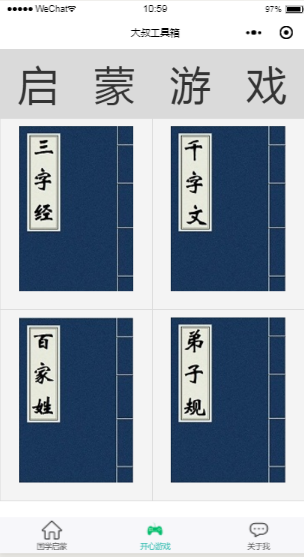 WeChat 10:59 97%
大叔工具箱
启蒙游戏
三字经
千字文
百家姓
弟子规
国学启蒙 开心游戏 关于我